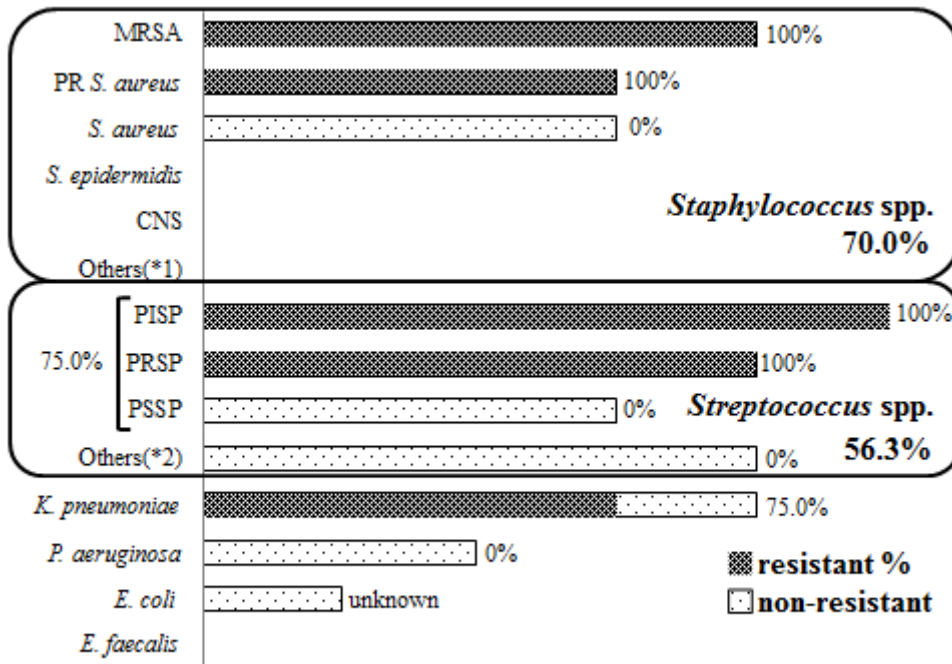 MRSA 100%
PR S. aureus 100%
S. aureus 0%
S. epidermidis
CNS
Staphylococcus spp.
70.0%
Others(*1)
PISP 100%
75.0% PRSP 100%
PSSP 0%
Streptococcus spp.
56.3%
Others(*2) 0%
K. pneumoniae 75.0%
P. aeruginosa 0%
E. coli unknown
E. faecalis
resistant %
non-resistant